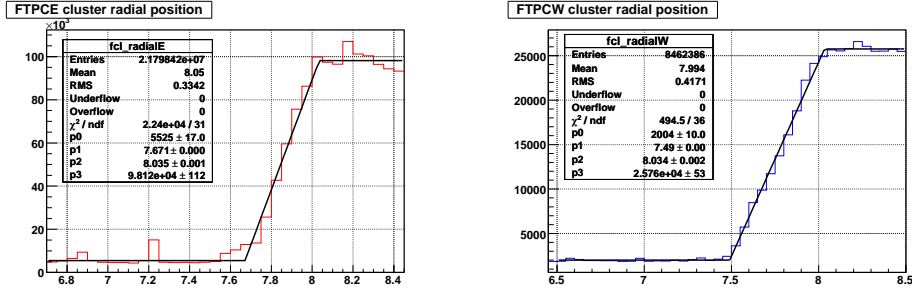 FTPCE cluster radial position
×10³
fcl_radialE
Entries 2.179842e+07
Mean 8.05
RMS 0.3342
Underflow 0
Overflow 0
χ² / ndf 2.24e+04 / 31
p0 5525 ± 17.0
p1 7.671 ± 0.000
p2 8.035 ± 0.001
p3 9.812e+04 ± 112
100
80
60
40
20
0
6.8 7 7.2 7.4 7.6 7.8 8 8.2 8.4
FTPCW cluster radial position
fcl_radialW
Entries 8462386
Mean 7.994
RMS 0.4171
Underflow 0
Overflow 0
χ² / ndf 494.5 / 36
p0 2004 ± 10.0
p1 7.49 ± 0.00
p2 8.034 ± 0.002
p3 2.576e+04 ± 53
25000
20000
15000
10000
5000
6.5 7 7.5 8 8.5